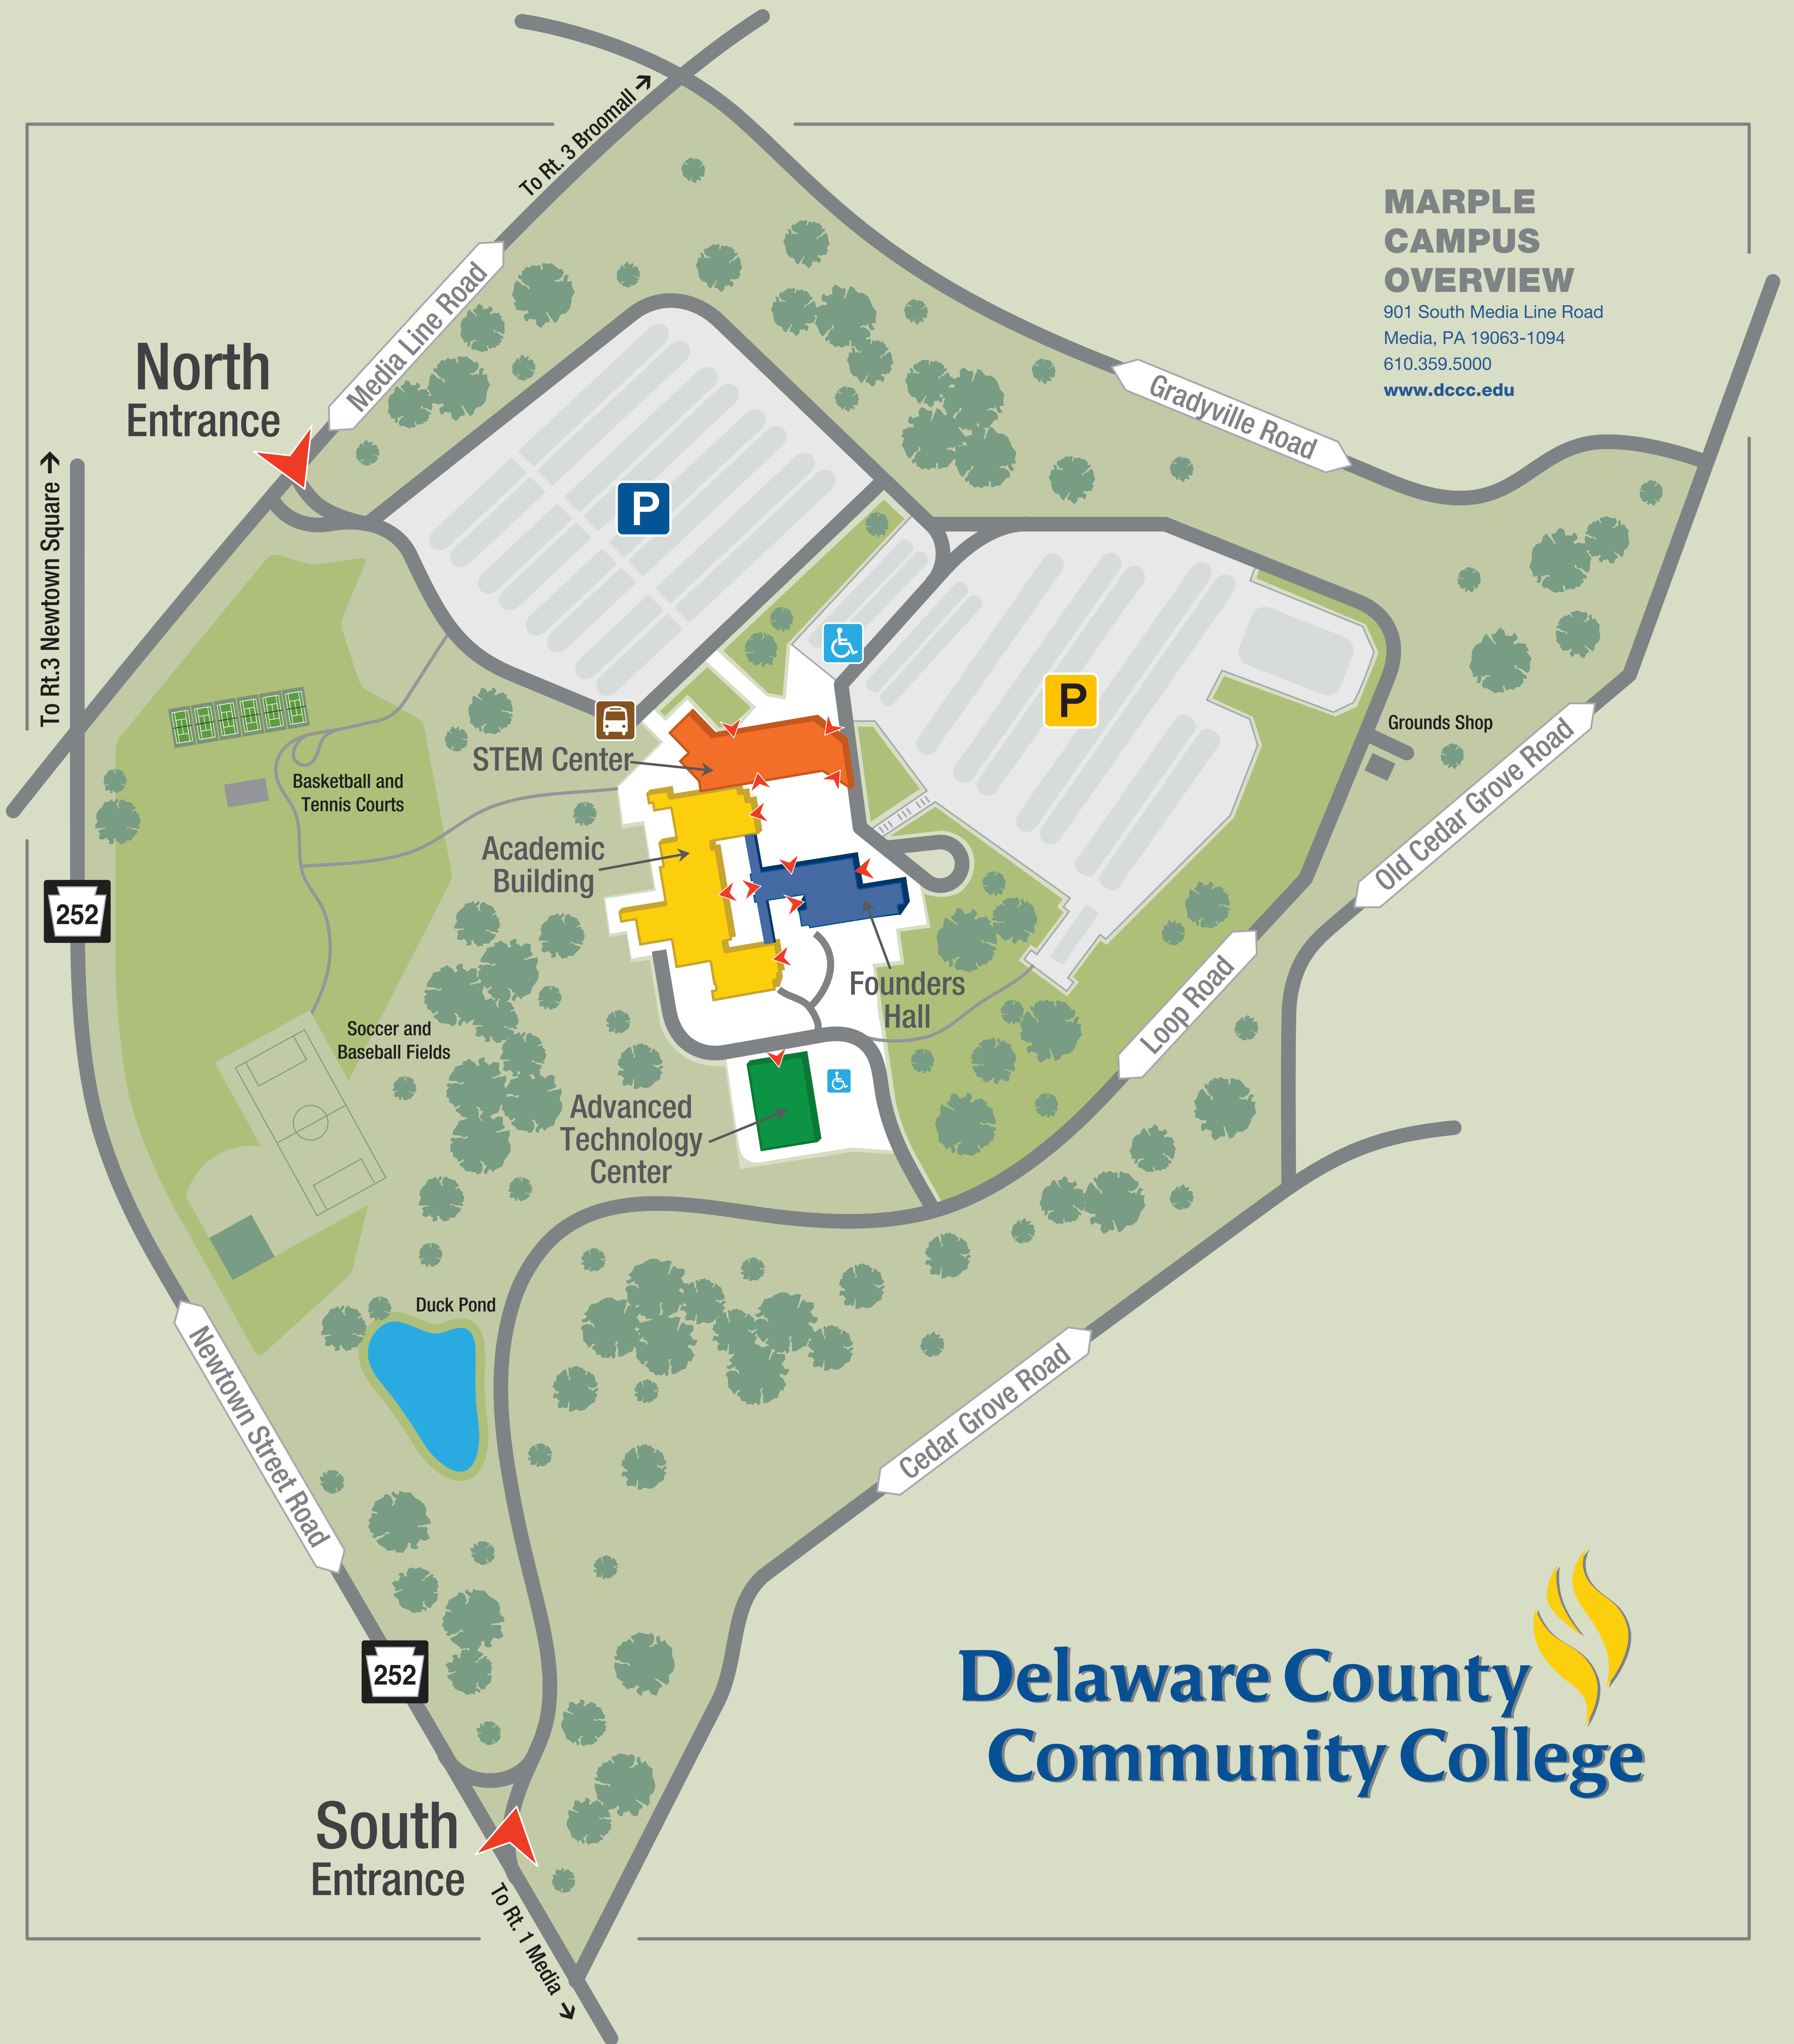 To Rt. 3 Broomall →
MARPLE
CAMPUS
OVERVIEW
901 South Media Line Road
Media, PA 19063-1094
610.359.5000
www.dccc.edu
Media Line Road
North
Entrance
Gradyville Road
To Rt.3 Newtown Square →
P
P
Grounds Shop
STEM Center
Basketball and
Tennis Courts
Old Cedar Grove Road
Academic
Building
252
Founders
Hall
Loop Road
Soccer and
Baseball Fields
Advanced
Technology
Center
Duck Pond
Newtown Street Road
Cedar Grove Road
252
Delaware County
Community College
South
Entrance
To Rt. 1 Media →